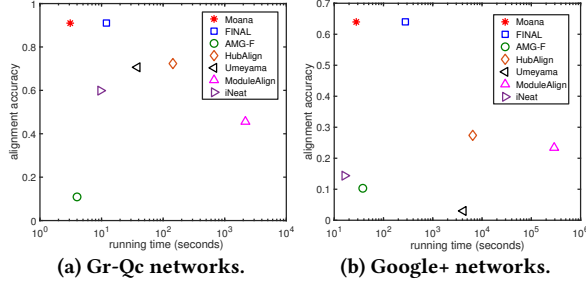 1
0.8
0.6
0.4
0.2
0
alignment accuracy
Moana
FINAL
AMG-F
HubAlign
Umeyama
ModuleAlign
iNeat
10^0 10^1 10^2 10^3 10^4
running time (seconds)
(a) Gr-Qc networks.
0.7
0.6
0.5
0.4
0.3
0.2
0.1
0
alignment accuracy
Moana
FINAL
AMG-F
HubAlign
Umeyama
ModuleAlign
iNeat
10^1 10^2 10^3 10^4 10^5 10^6
running time (seconds)
(b) Google+ networks.